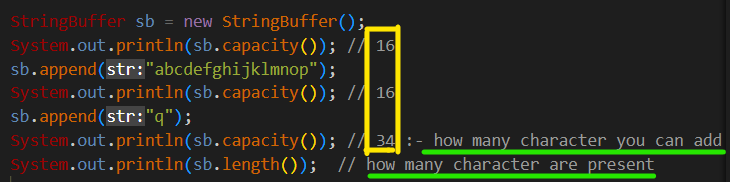 StringBuffer sb = new StringBuffer();
System.out.println(sb.capacity()); // 16
sb.append(str:"abcdefghijklmnop");
System.out.println(sb.capacity()); // 16
sb.append(str:"q");
System.out.println(sb.capacity()); // 34 :- how many character you can add
System.out.println(sb.length());  // how many character are present